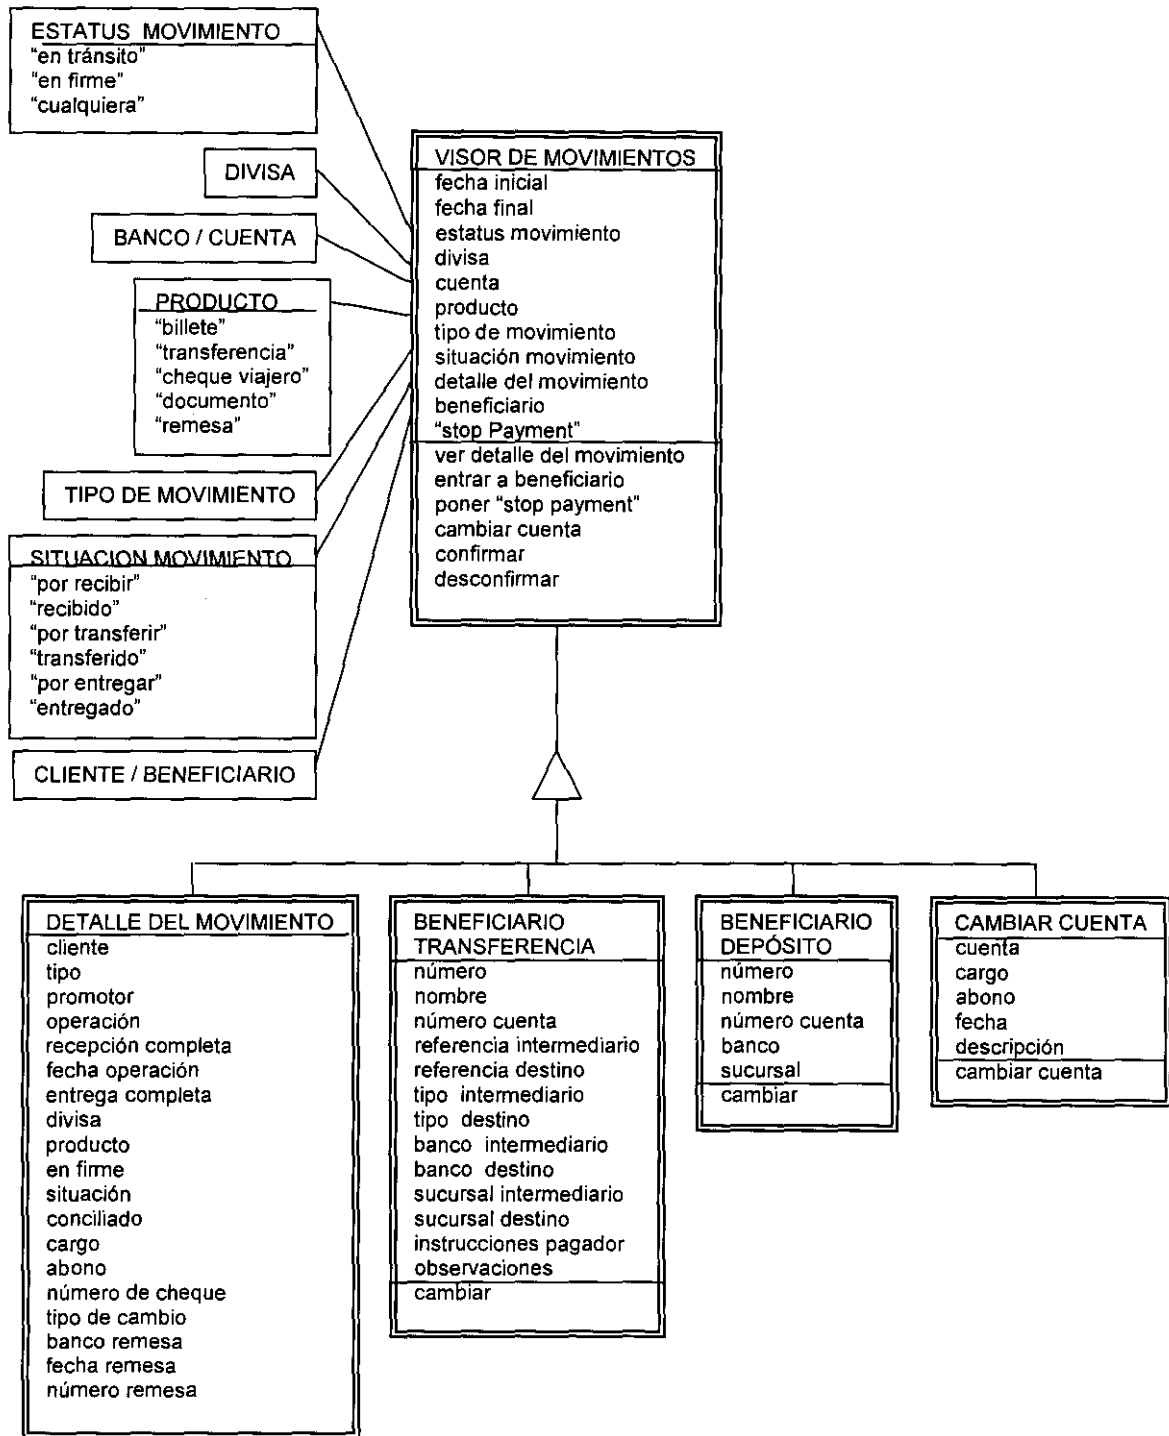 ESTATUS MOVIMIENTO
“en tránsito”
“en firme”
“cualquiera”
DIVISA
BANCO / CUENTA
PRODUCTO
“billete”
“transferencia”
“cheque viajero”
“documento”
“remesa”
TIPO DE MOVIMIENTO
SITUACION MOVIMIENTO
“por recibir”
“recibido”
“por transferir”
“transferido”
“por entregar”
“entregado”
CLIENTE / BENEFICIARIO
VISOR DE MOVIMIENTOS
fecha inicial
fecha final
estatus movimiento
divisa
cuenta
producto
tipo de movimiento
situación movimiento
detalle del movimiento
beneficiario
“stop Payment”
ver detalle del movimiento
entrar a beneficiario
poner “stop payment”
cambiar cuenta
confirmar
desconfirmar
DETALLE DEL MOVIMIENTO
cliente
tipo
promotor
operación
recepción completa
fecha operación
entrega completa
divisa
producto
en firme
situación
conciliado
cargo
abono
número de cheque
tipo de cambio
banco remesa
fecha remesa
número remesa
BENEFICIARIO
TRANSFERENCIA
número
nombre
número cuenta
referencia intermediario
referencia destino
tipo intermediario
tipo destino
banco intermediario
banco destino
sucursal intermediario
sucursal destino
instrucciones pagador
observaciones
cambiar
BENEFICIARIO
DEPÓSITO
número
nombre
número cuenta
banco
sucursal
cambiar
CAMBIAR CUENTA
cuenta
cargo
abono
fecha
descripción
cambiar cuenta